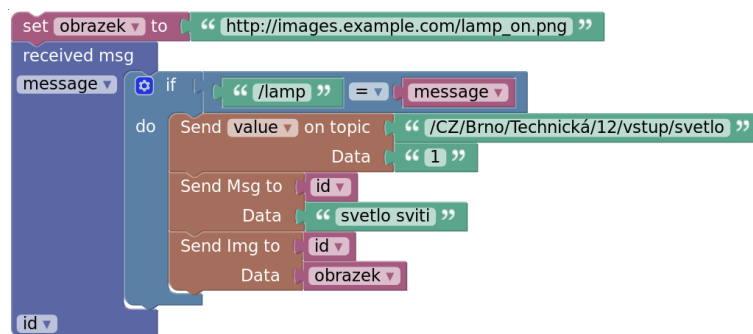 set obrazek ▾ to “ http://images.example.com/lamp_on.png ”
received msg
message ▾ if “ /lamp ” = ▾ message ▾
do Send value ▾ on topic “ /CZ/Brno/Technická/12/vstup/svetlo ”
Data “ 1 ”
Send Msg to id ▾
Data “ svetlo sviti ”
Send Img to id ▾
Data obrazek ▾
id ▾